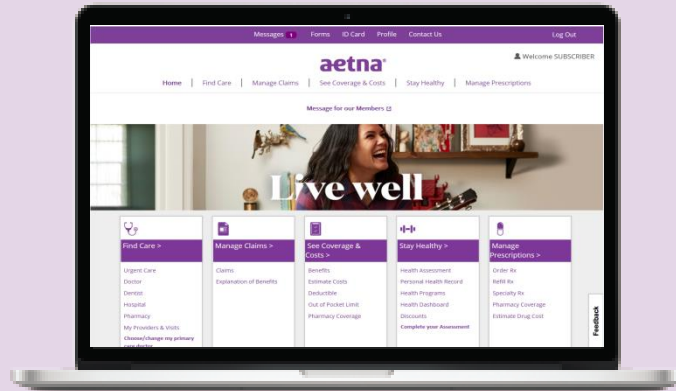 Messages 1 Forms ID Card Profile Contact Us Log Out
aetna
Welcome SUBSCRIBER
Home Find Care Manage Claims See Coverage & Costs Stay Healthy Manage Prescriptions
Message for our Members
Live well
Find Care >
Urgent Care
Doctor
Dentist
Hospital
Pharmacy
My Providers & Visits
Choose/change my primary
care doctor
Manage Claims >
Claims
Explanation of Benefits
See Coverage &
Costs >
Benefits
Estimate Costs
Deductible
Out of Pocket Limit
Pharmacy Coverage
Stay Healthy >
Health Assessment
Personal Health Record
Health Programs
Health Dashboard
Discounts
Complete your Assessment
Manage
Prescriptions >
Order Rx
Refill Rx
Specialty Rx
Pharmacy Coverage
Estimate Drug Cost
Feedback